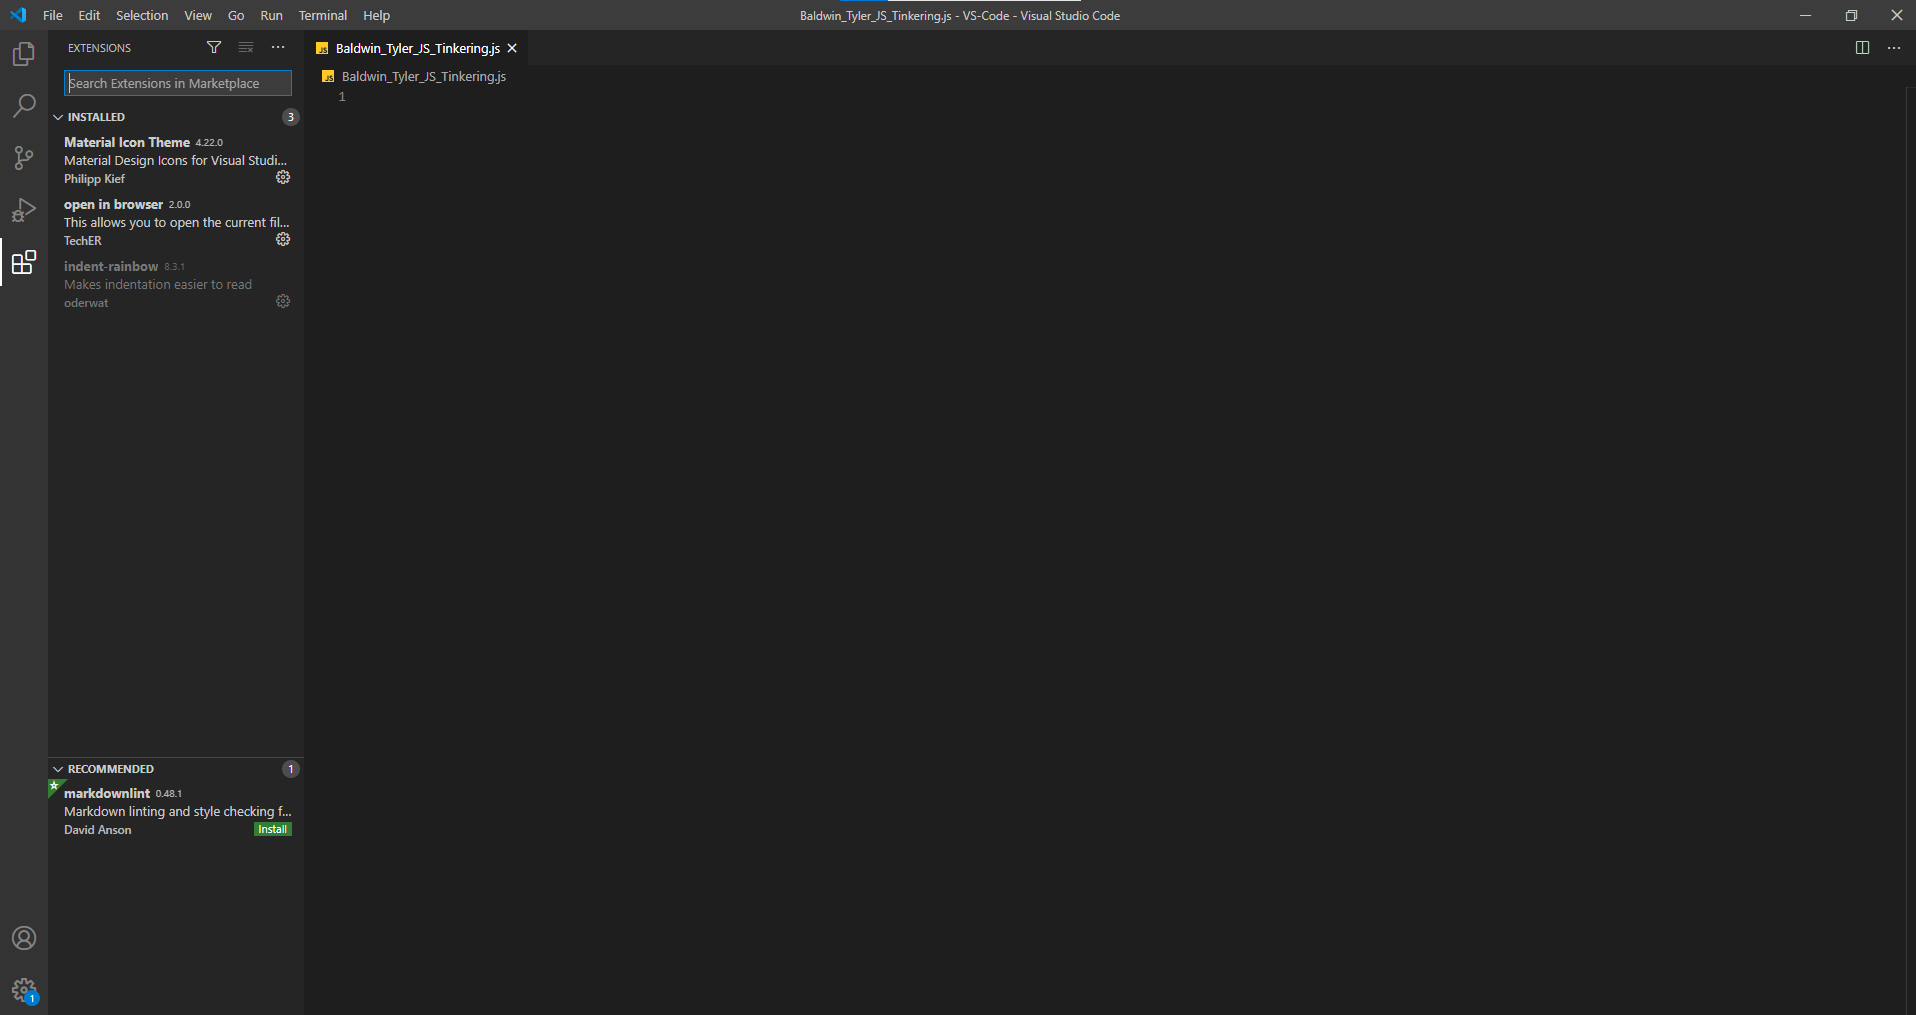 File Edit Selection View Go Run Terminal Help
Baldwin_Tyler_JS_Tinkering.js - VS-Code - Visual Studio Code
EXTENSIONS
Search Extensions in Marketplace
INSTALLED 3
Material Icon Theme 4.22.0
Material Design Icons for Visual Studi...
Philipp Kief
open in browser 2.0.0
This allows you to open the current fil...
TechER
indent-rainbow 8.3.1
Makes indentation easier to read
oderwat
RECOMMENDED 1
markdownlint 0.48.1
Markdown linting and style checking f...
David Anson Install
1
JS Baldwin_Tyler_JS_Tinkering.js
JS Baldwin_Tyler_JS_Tinkering.js
1